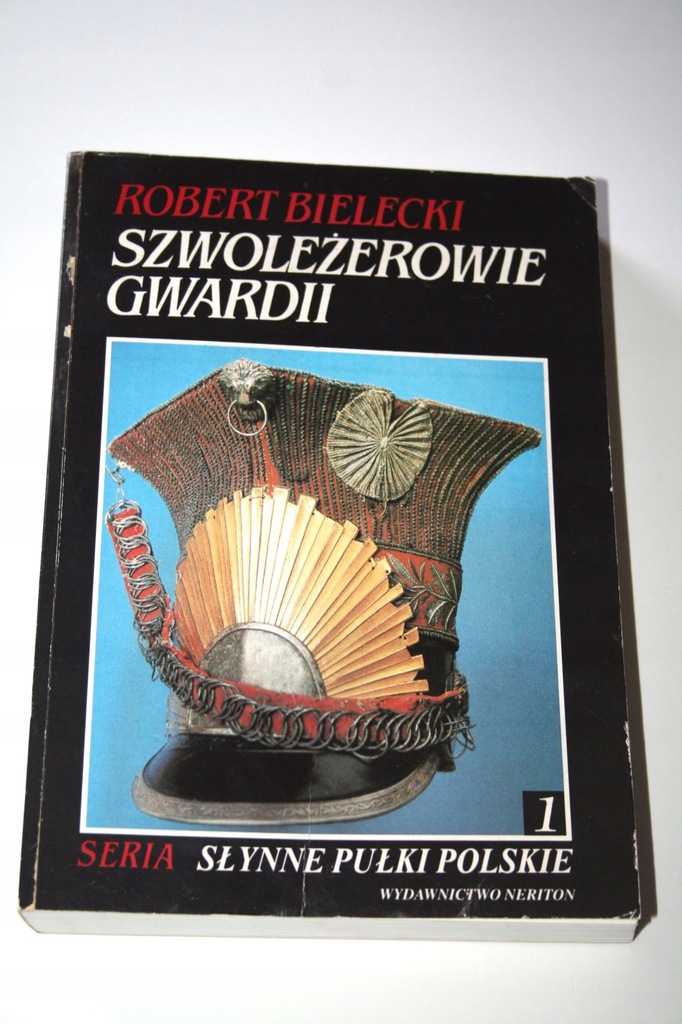 ROBERT BIELECKI
SZWOLEŻEROWIE
GWARDII
1
SERIA SŁYNNE PUŁKI POLSKIE
WYDAWNICTWO NERITON